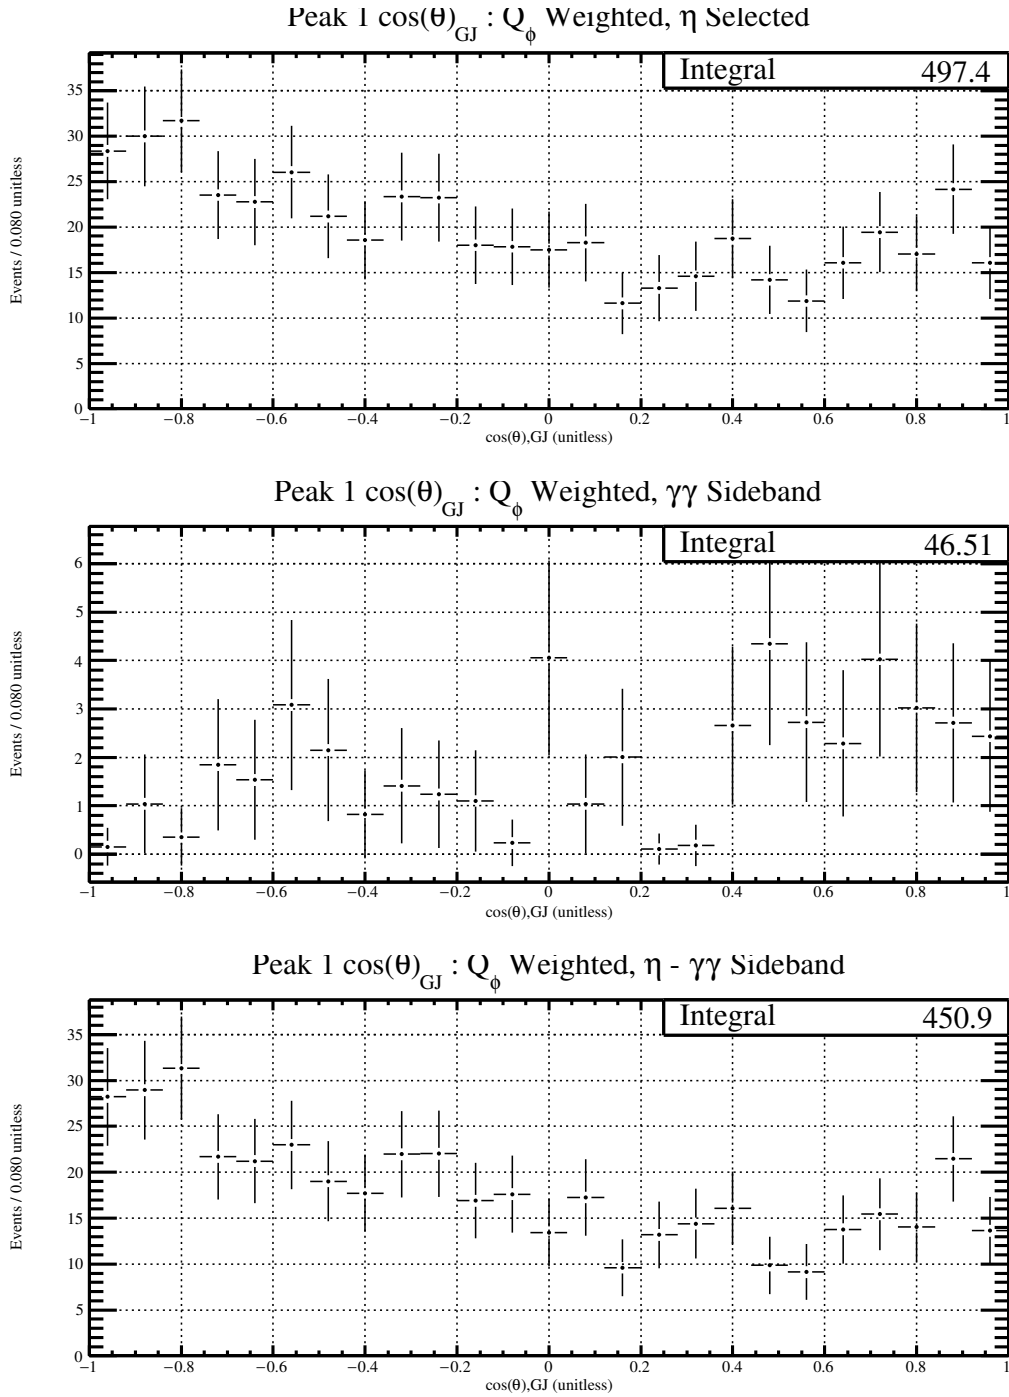 Peak 1 cos(θ)_GJ : Q_ϕ Weighted, η Selected
Integral 497.4
35
30
25
20
15
10
5
0
Events / 0.080 unitless
−1 −0.8 −0.6 −0.4 −0.2 0 0.2 0.4 0.6 0.8 1
cos(θ),GJ (unitless)
Peak 1 cos(θ)_GJ : Q_ϕ Weighted, γγ Sideband
Integral 46.51
6
5
4
3
2
1
0
Events / 0.080 unitless
−1 −0.8 −0.6 −0.4 −0.2 0 0.2 0.4 0.6 0.8 1
cos(θ),GJ (unitless)
Peak 1 cos(θ)_GJ : Q_ϕ Weighted, η - γγ Sideband
Integral 450.9
35
30
25
20
15
10
5
0
Events / 0.080 unitless
−1 −0.8 −0.6 −0.4 −0.2 0 0.2 0.4 0.6 0.8 1
cos(θ),GJ (unitless)